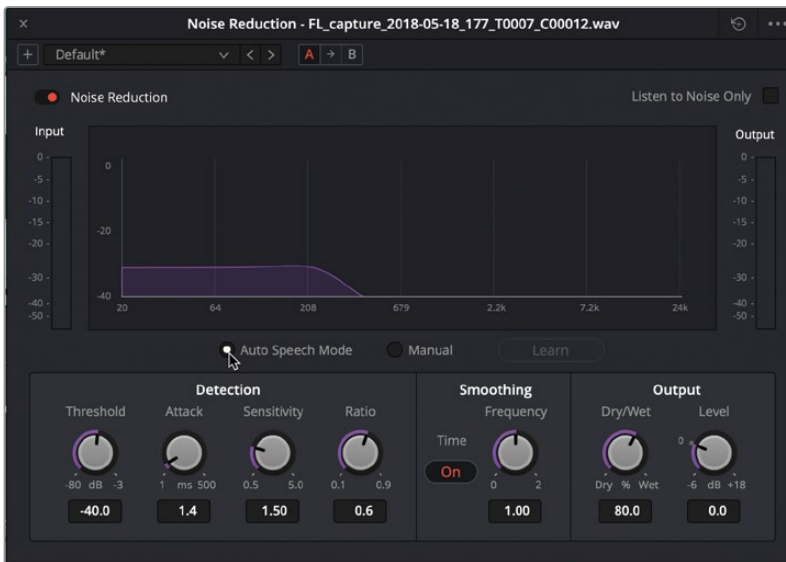 Noise Reduction - FL_capture_2018-05-18_177_T0007_C00012.wav
Default*
A B
Noise Reduction
Listen to Noise Only
Input
Output
0
-5
-10
-15
-20
-30
-40
-50
0
-20
-40
20 64 208 679 2.2k 7.2k 24k
0
-5
-10
-15
-20
-30
-40
-50
Auto Speech Mode Manual Learn
Detection
Threshold Attack Sensitivity Ratio
-80 dB -3 1 ms 500 0.5 5.0 0.1 0.9
-40.0 1.4 1.50 0.6
Smoothing
Frequency
Time
On
0 2
1.00
Output
Dry/Wet Level
0
Dry % Wet -6 dB +18
80.0 0.0